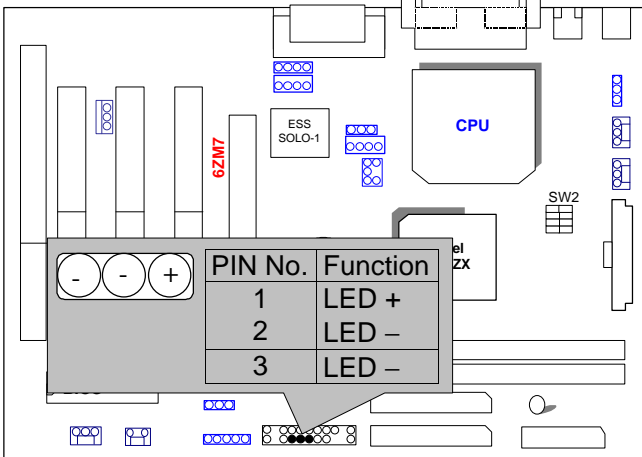 ESS
SOLO-1
CPU
6ZM7
SW2
el
ZX
- - +
PIN No. Function
1 LED +
2 LED –
3 LED –